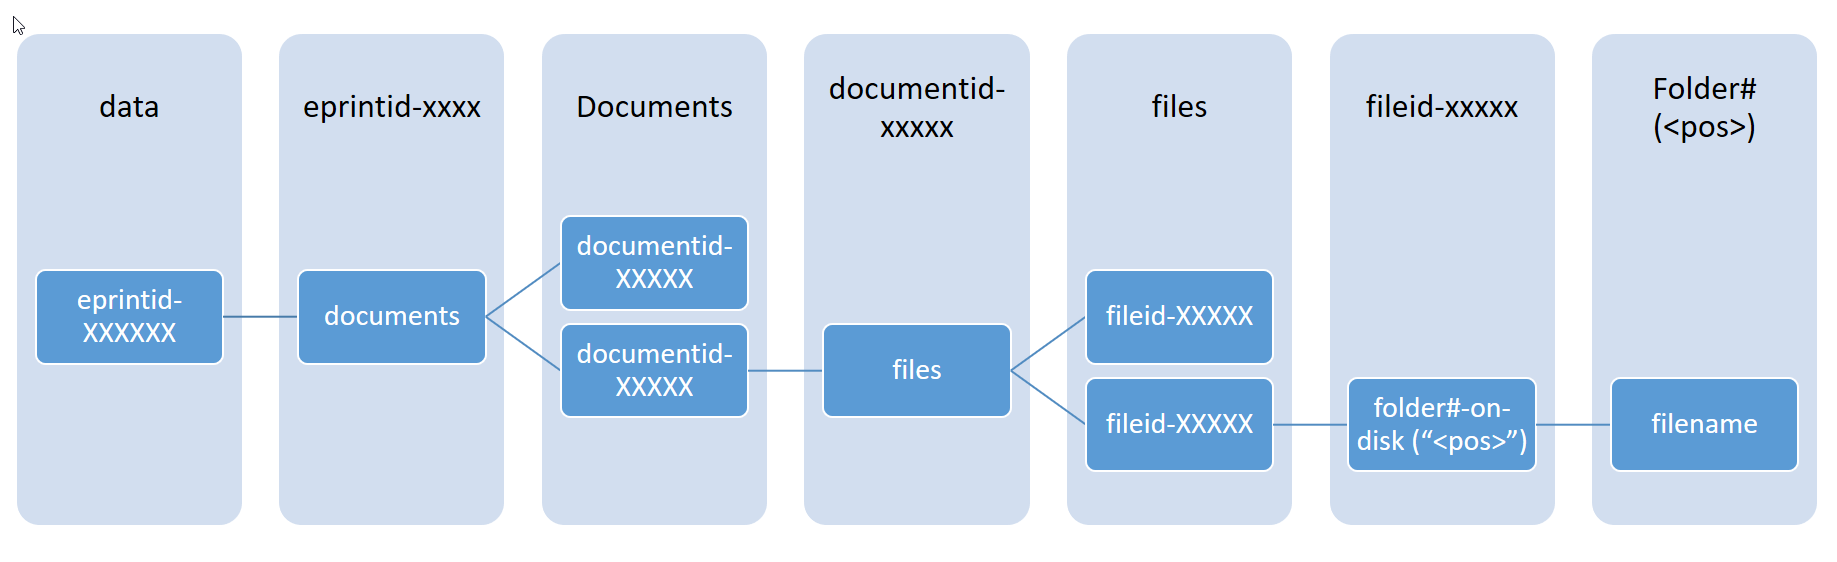 data
eprintid-xxxx
Documents
documentid-
xxxxx
files
fileid-xxxxx
Folder#
(<pos>)
eprintid-
XXXXXX
documents
documentid-
XXXXX
documentid-
XXXXX
files
fileid-XXXXX
fileid-XXXXX
folder#-on-
disk (“<pos>”)
filename